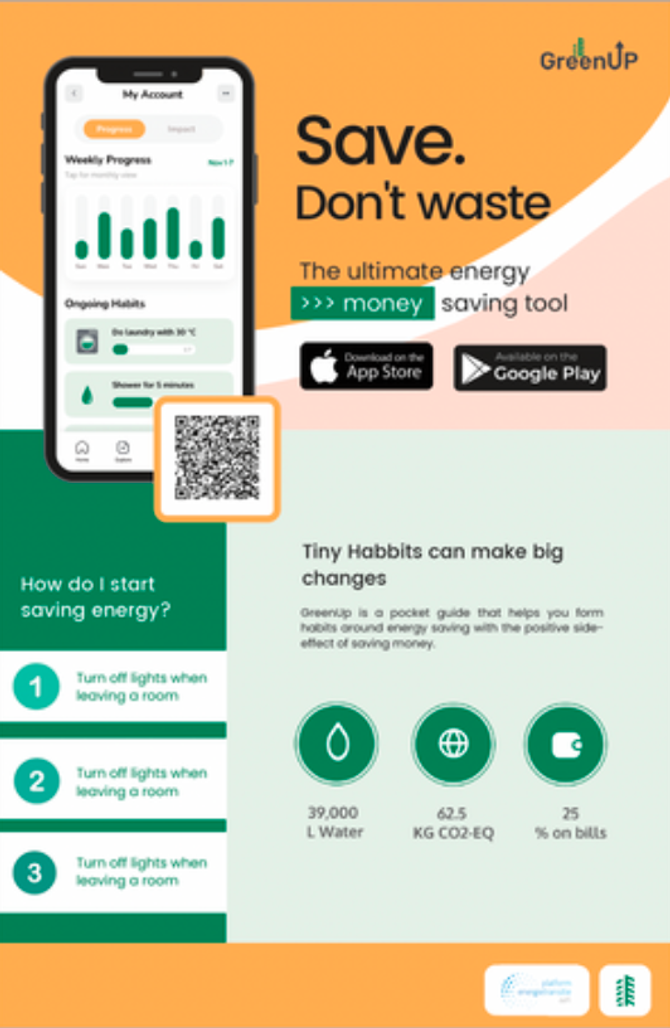 GreenUP
My Account
Progress
Impact
Weekly Progress
Nov 1-7
Tap for monthly view
Sun Mon Tue Wed Thu Fri Sat
Ongoing Habits
Do laundry with 30 °C
Shower for 5 minutes
Home
Explore
Save.
Don't waste
The ultimate energy
>>> money saving tool
Download on the
App Store
Available on the
Google Play
How do I start
saving energy?
1
Turn off lights when
leaving a room
2
Turn off lights when
leaving a room
3
Turn off lights when
leaving a room
Tiny Habbits can make big
changes
GreenUp is a pocket guide that helps you form
habits around energy saving with the positive side-
effect of saving money.
39,000
L Water
62.5
KG CO2-EQ
25
% on bills
platform
energietransitie